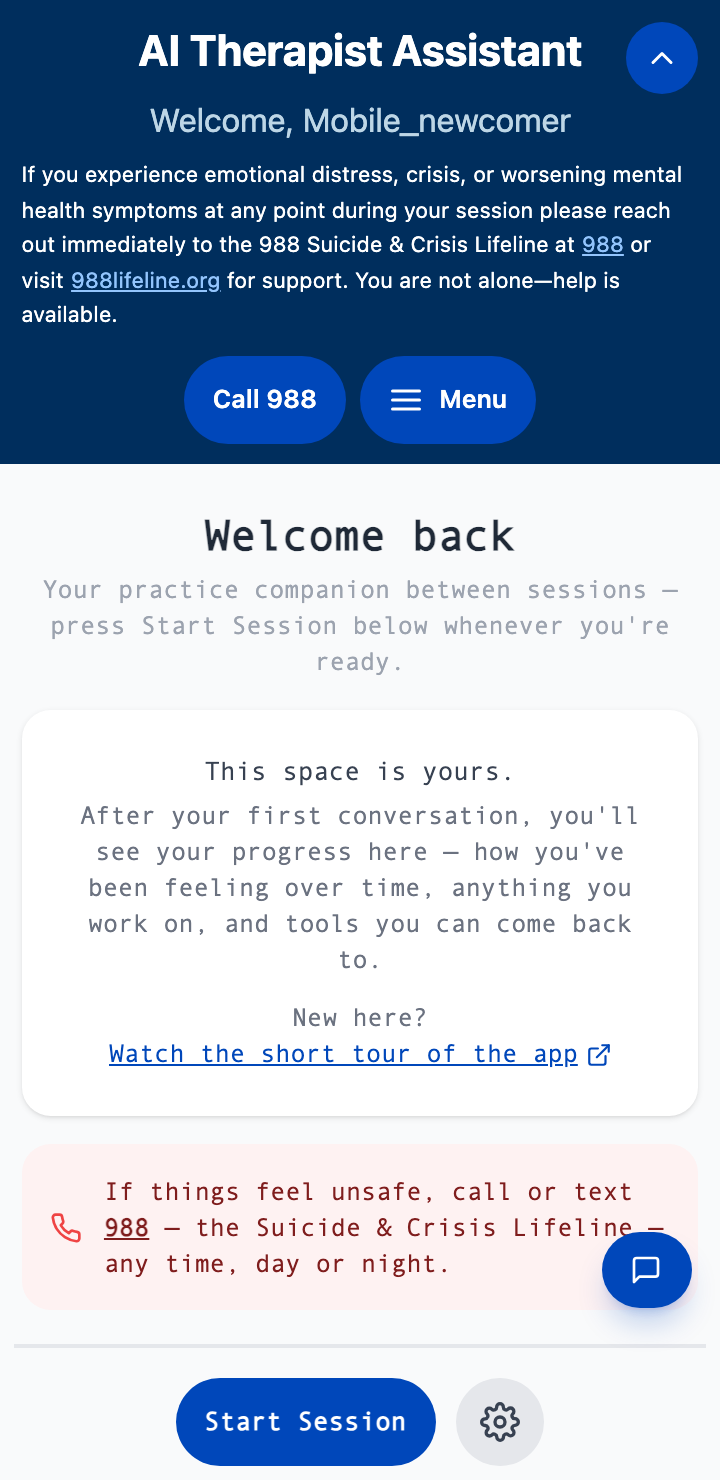 AI Therapist Assistant
Welcome, Mobile_newcomer
If you experience emotional distress, crisis, or worsening mental
health symptoms at any point during your session please reach
out immediately to the 988 Suicide & Crisis Lifeline at 988 or
visit 988lifeline.org for support. You are not alone—help is
available.
Call 988
Menu
Welcome back
Your practice companion between sessions —
press Start Session below whenever you're
ready.
This space is yours.
After your first conversation, you'll
see your progress here — how you've
been feeling over time, anything you
work on, and tools you can come back
to.
New here?
Watch the short tour of the app
If things feel unsafe, call or text
988 — the Suicide & Crisis Lifeline —
any time, day or night.
Start Session